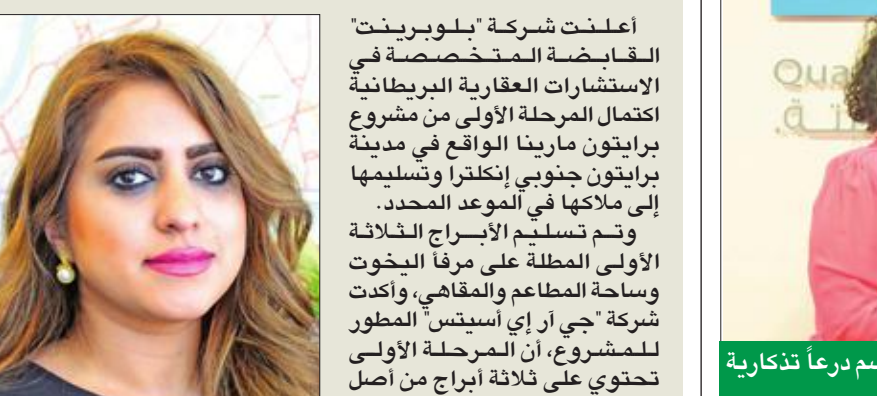 أعلنت شركة "بلوبرينت"
القابضة المتخصصة في
الاستشارات العقارية البريطانية
اكتمال المرحلة الأولى من مشروع
برايتون مارينا الواقع في مدينة
برايتون جنوبي إنكلترا وتسليمها
إلى ملاكها في الموعد المحدد.
وتم تسليم الأبراج الثلاثة
الأولى المطلة على مرفأ اليخوت
وساحة المطاعم والمقاهي، وأكدت
شركة "جي آر إي أسيتس" المطور
للمشروع، أن المرحلة الأولى
تحتوي على ثلاثة أبراج من أصل
Qua
درعاً تذكارية